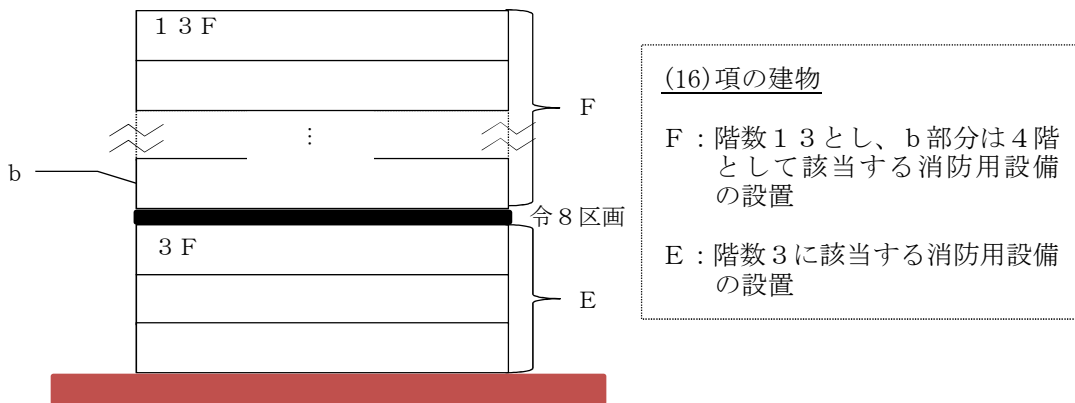 １３F
F
︙
b
令８区画
３F
E
(16)項の建物
F：階数１３とし、ｂ部分は４階
として該当する消防用設備
の設置
E：階数３に該当する消防用設備
の設置